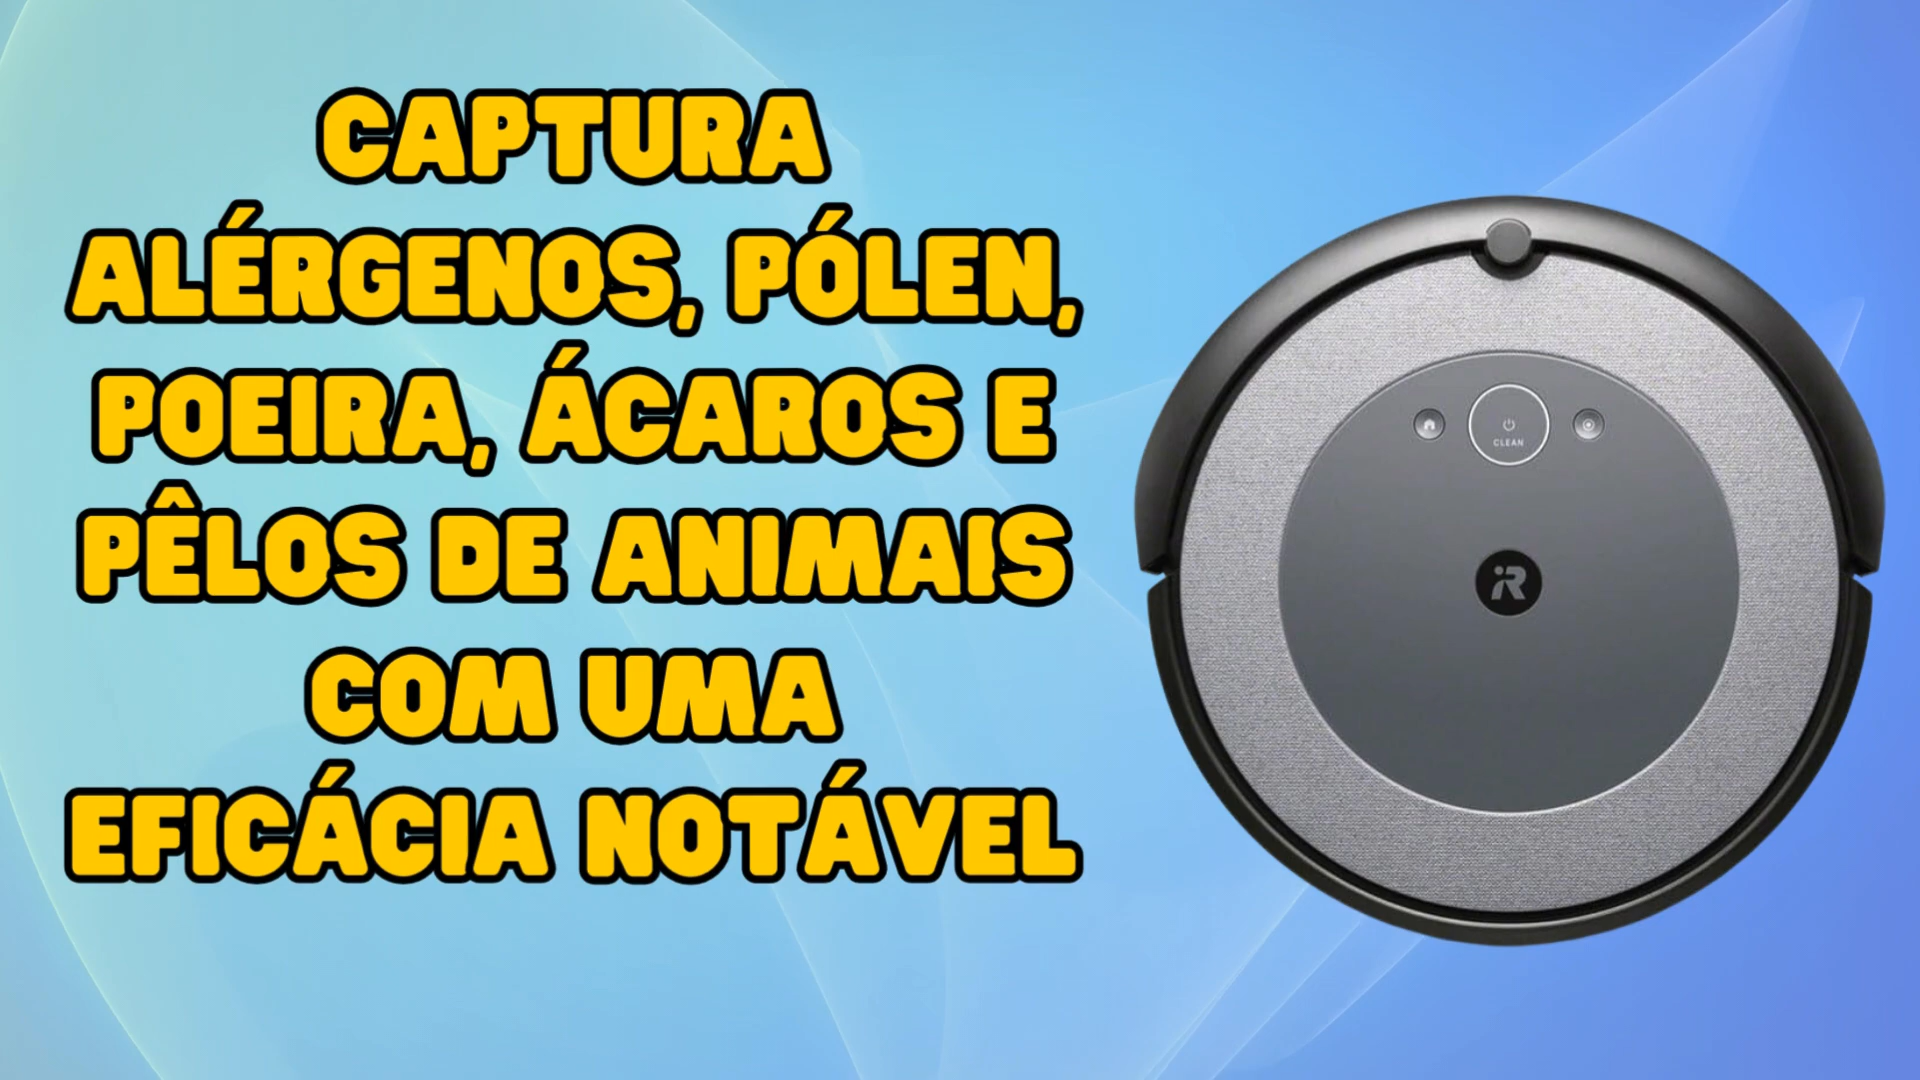 CAPTURA
ALÉRGENOS, PÓLEN,
POEIRA, ÁCAROS E
PÊLOS DE ANIMAIS
COM UMA
EFICÁCIA NOTÁVEL
CLEAN
iR